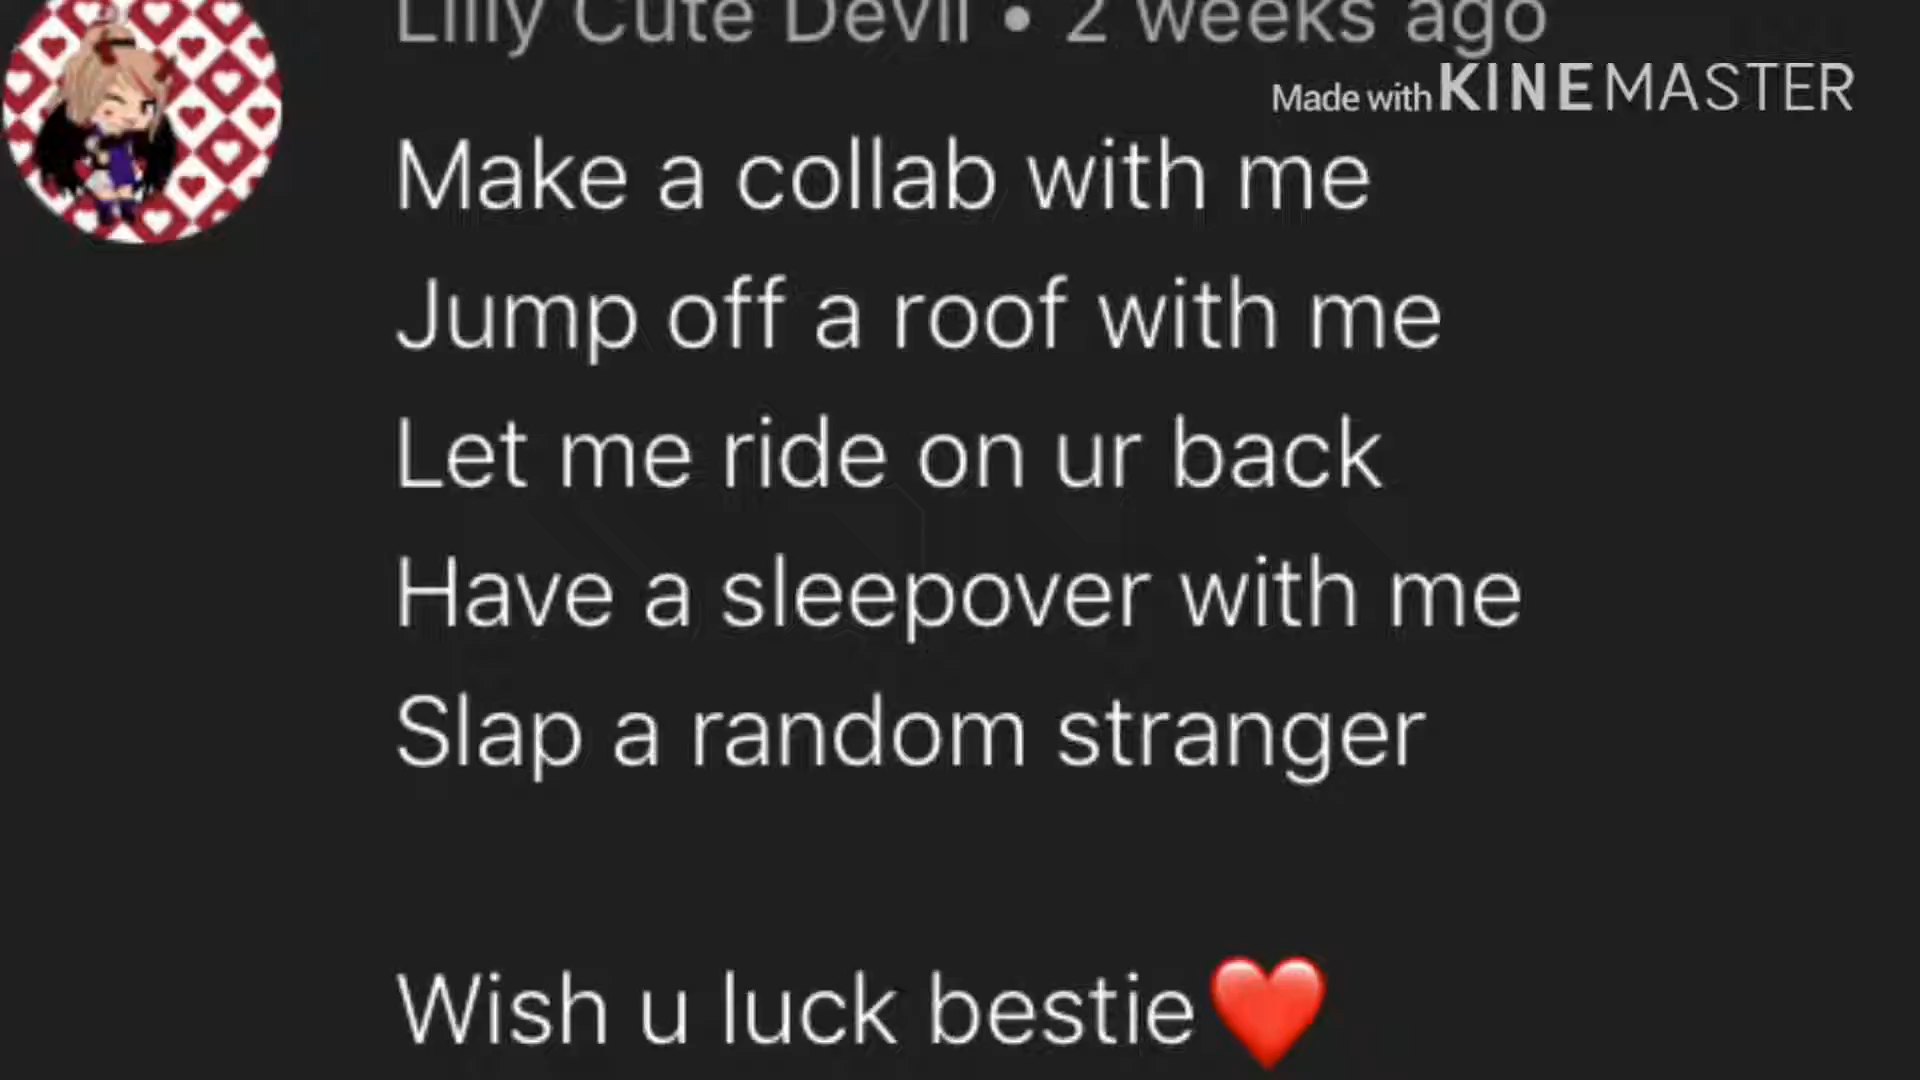 Lilly Cute Devil • 2 weeks ago
Made with KINEMASTER
Make a collab with me
Jump off a roof with me
Let me ride on ur back
Have a sleepover with me
Slap a random stranger
Wish u luck bestie❤️